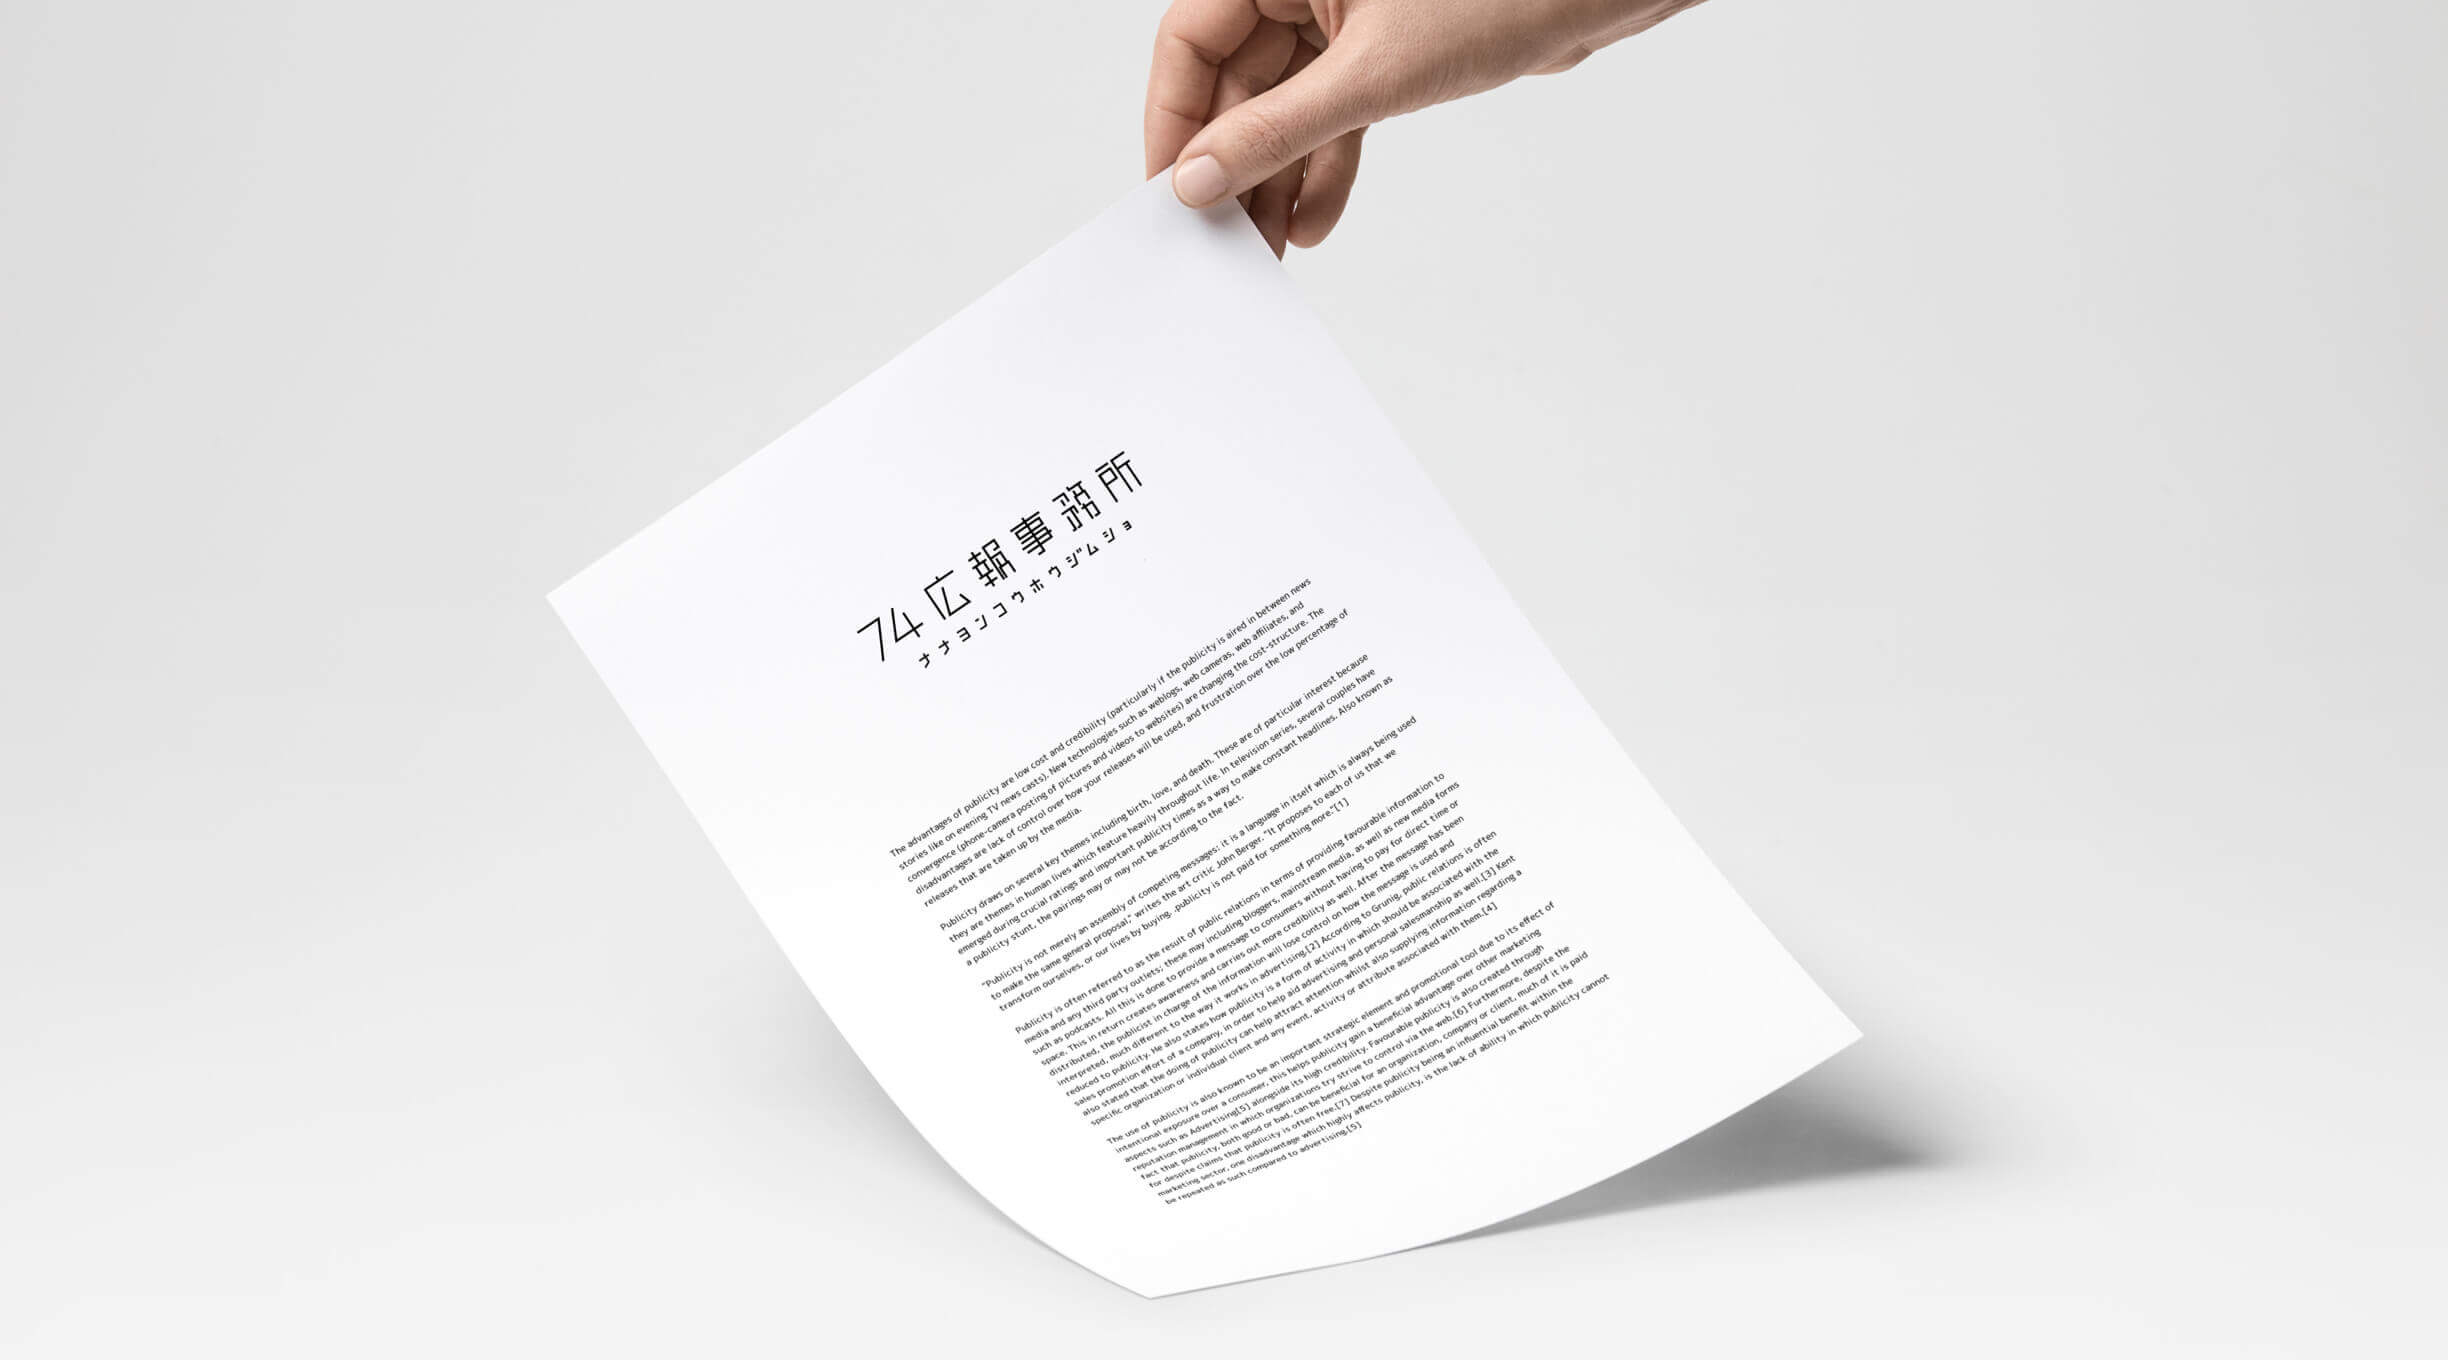 74広報事務所
ナナヨンコウホウジムショ
The advantages of publicity are low cost and credibility (particularly if the publicity is aired in between news
stories like on evening TV news casts). New technologies such as weblogs, web cameras, web affiliates, and
convergence (phone-camera posting of pictures and videos to websites) are changing the cost-structure. The
disadvantages are lack of control over how your releases will be used, and frustration over the low percentage of
releases that are taken up by the media.
Publicity draws on several key themes including birth, love, and death. These are of particular interest because
they are themes in human lives which feature heavily throughout life. In television series, several couples have
emerged during crucial ratings and important publicity times as a way to make constant headlines. Also known as
a publicity stunt, the pairings may or may not be according to the fact.
"Publicity is not merely an assembly of competing messages: it is a language in itself which is always being used
to make the same general proposal," writes the art critic John Berger. "It proposes to each of us that we
transform ourselves, or our lives by buying. ,publicity is not paid for something more."[1]
Publicity is often referred to as the result of public relations in terms of providing favourable information to
media and any third party outlets; these may including bloggers, mainstream media, as well as new media forms
such as podcasts. All this is done to provide a message to consumers without having to pay for direct time or
space. This in return creates awareness and carries out more credibility as well. After the message has been
distributed, the publicist in charge of the information will lose control on how the message is used and
interpreted, much different to the way it works in advertising.[2] According to Grunig, public relations is often
reduced to publicity. He also states how publicity is a form of activity in which should be associated with the
sales promotion effort of a company, in order to help aid advertising and personal salesmanship as well.[3] Kent
also stated that the doing of publicity can help attract attention whilst also supplying information regarding a
specific organization or individual client and any event, activity or attribute associated with them.[4]
The use of publicity is also known to be an important strategic element and promotional tool due to its effect of
intentional exposure over a consumer, this helps publicity gain a beneficial advantage over other marketing
aspects such as Advertising[5] alongside its high credibility. Favourable publicity is also created through
reputation management in which organizations try strive to control via the web.[6] Furthermore, despite the
fact that publicity, both good or bad, can be beneficial for an organization, company or client, much of it is paid
for despite claims that publicity is often free.[7] Despite publicity being an influential benefit within the
marketing sector, one disadvantage which highly affects publicity, is the lack of ability in which publicity cannot
be repeated as such compared to advertising.[5]